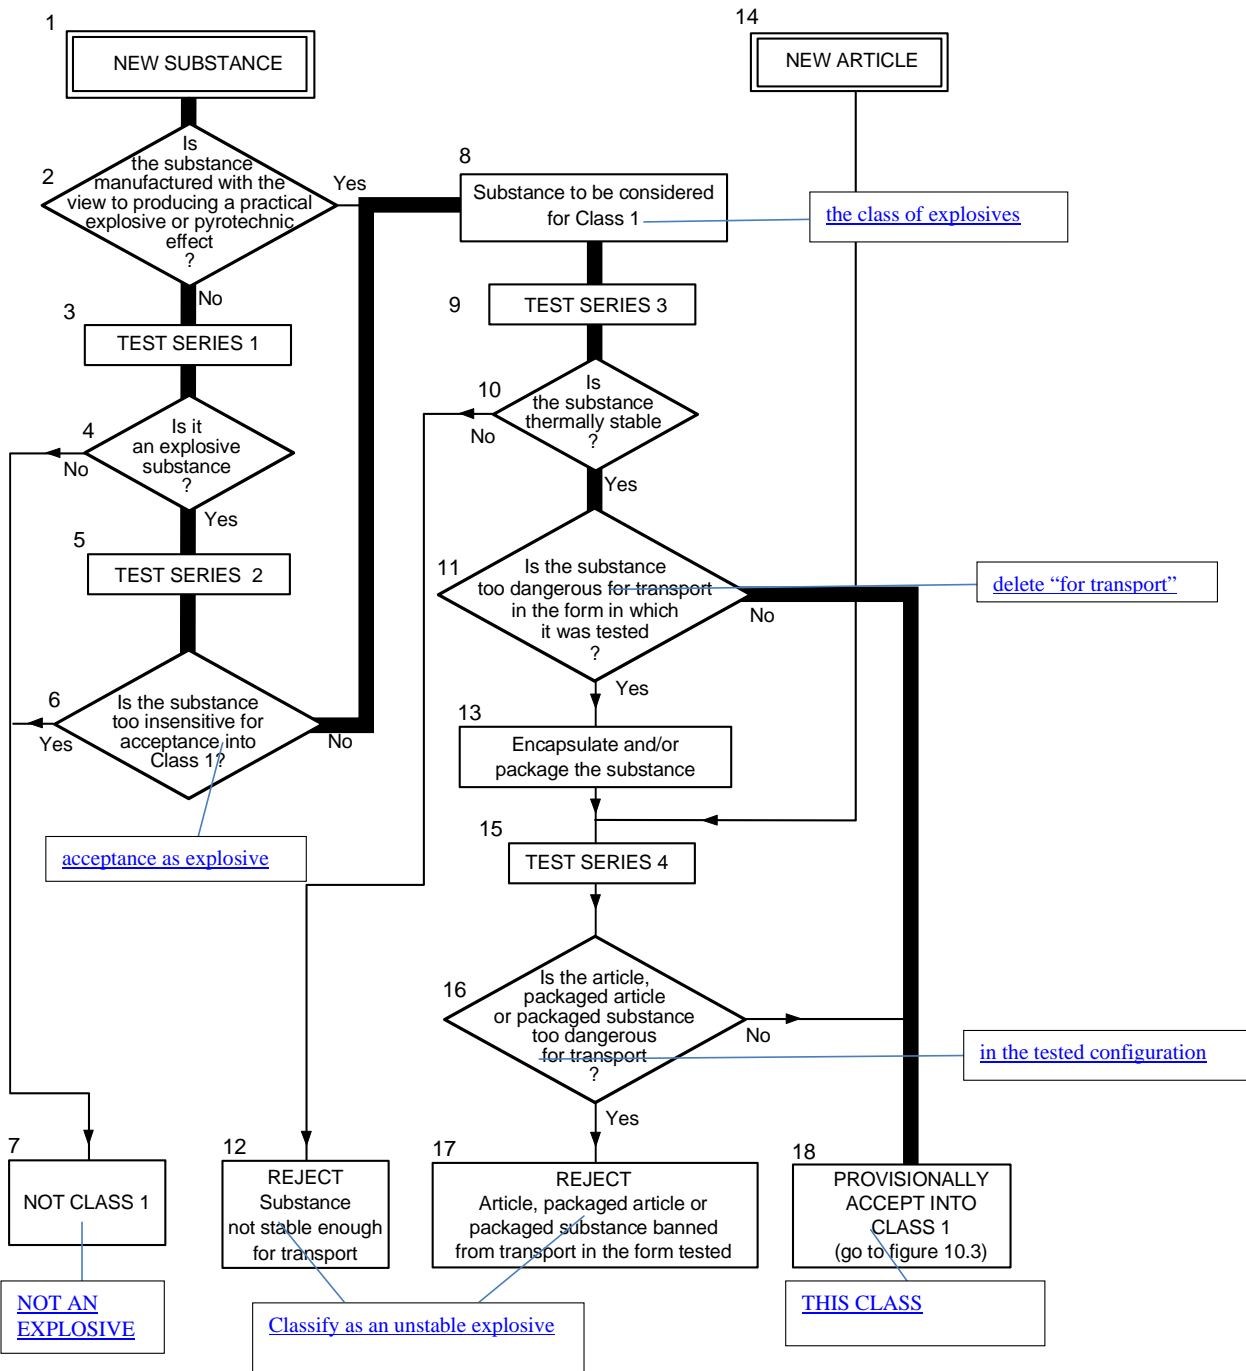 1
NEW SUBSTANCE
2
Is
the substance
manufactured with the
view to producing a practical
explosive or pyrotechnic
effect
?
Yes
No
3
TEST SERIES 1
4
Is it
an explosive
substance
?
No
Yes
5
TEST SERIES 2
6
Is the substance
too insensitive for
acceptance into
Class 1?
Yes
No
acceptance as explosive
7
NOT CLASS 1
NOT AN
EXPLOSIVE
8
Substance to be considered
for Class 1
the class of explosives
9
TEST SERIES 3
10
Is
the substance
thermally stable
?
No
Yes
11
Is the substance
too dangerous for transport
in the form in which
it was tested
?
No
Yes
delete “for transport”
12
REJECT
Substance
not stable enough
for transport
13
Encapsulate and/or
package the substance
14
NEW ARTICLE
15
TEST SERIES 4
16
Is the article,
packaged article
or packaged substance
too dangerous
for transport
?
No
Yes
in the tested configuration
17
REJECT
Article, packaged article or
packaged substance banned
from transport in the form tested
Classify as an unstable explosive
18
PROVISIONALLY
ACCEPT INTO
CLASS 1
(go to figure 10.3)
THIS CLASS